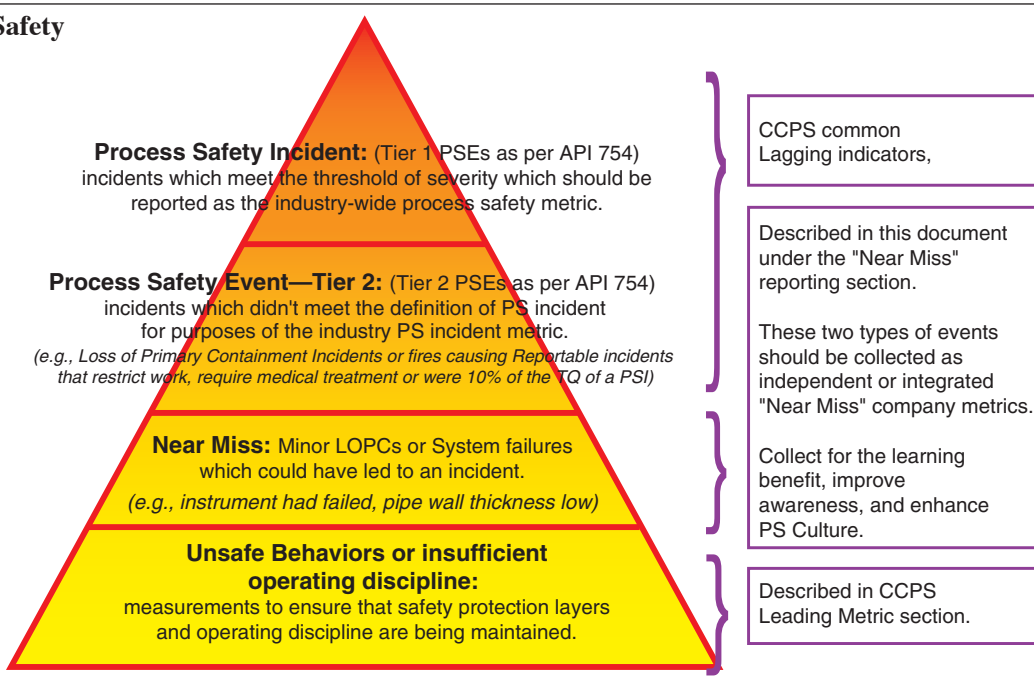 Safety
Process Safety Incident: (Tier 1 PSEs as per API 754)
incidents which meet the threshold of severity which should be
reported as the industry-wide process safety metric.
Process Safety Event—Tier 2: (Tier 2 PSEs as per API 754)
incidents which didn't meet the definition of PS incident
for purposes of the industry PS incident metric.
(e.g., Loss of Primary Containment Incidents or fires causing Reportable incidents
that restrict work, require medical treatment or were 10% of the TQ of a PSI)
Near Miss: Minor LOPCs or System failures
which could have led to an incident.
(e.g., instrument had failed, pipe wall thickness low)
Unsafe Behaviors or insufficient
operating discipline:
measurements to ensure that safety protection layers
and operating discipline are being maintained.
CCPS common
Lagging indicators,
Described in this document
under the "Near Miss"
reporting section.
These two types of events
should be collected as
independent or integrated
"Near Miss" company metrics.
Collect for the learning
benefit, improve
awareness, and enhance
PS Culture.
Described in CCPS
Leading Metric section.